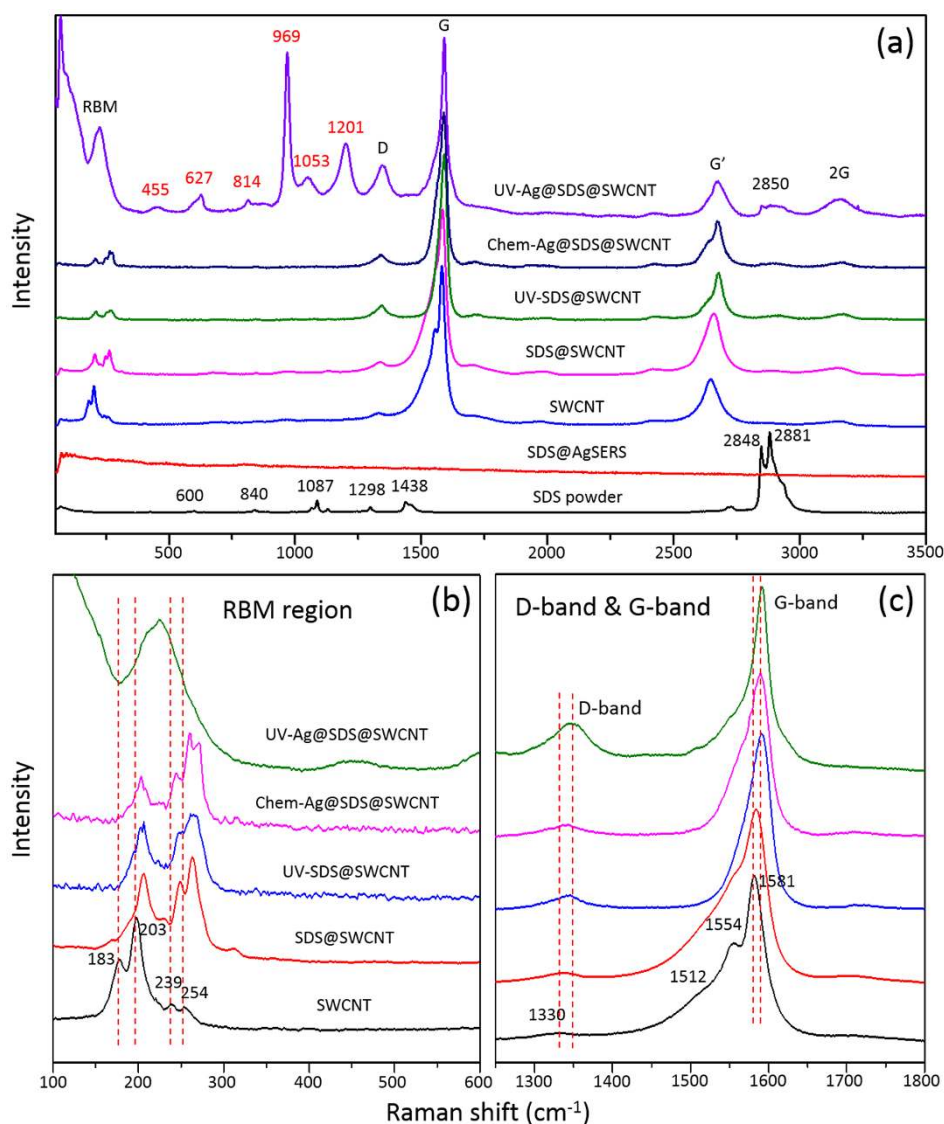 (a)
969
G
RBM
1201
D
1053
627
814
455
G’
2850
2G
UV-Ag@SDS@SWCNT
Chem-Ag@SDS@SWCNT
UV-SDS@SWCNT
SDS@SWCNT
SWCNT
SDS@AgSERS
2848
2881
600
840
1087
1298
1438
SDS powder
Intensity
500 1000 1500 2000 2500 3000 3500
(b)
RBM region
UV-Ag@SDS@SWCNT
Chem-Ag@SDS@SWCNT
UV-SDS@SWCNT
SDS@SWCNT
183
203
239
254
SWCNT
Intensity
100 200 300 400 500 600
(c)
D-band & G-band
G-band
D-band
1581
1554
1512
1330
1300 1400 1500 1600 1700 1800
Raman shift (cm⁻¹)